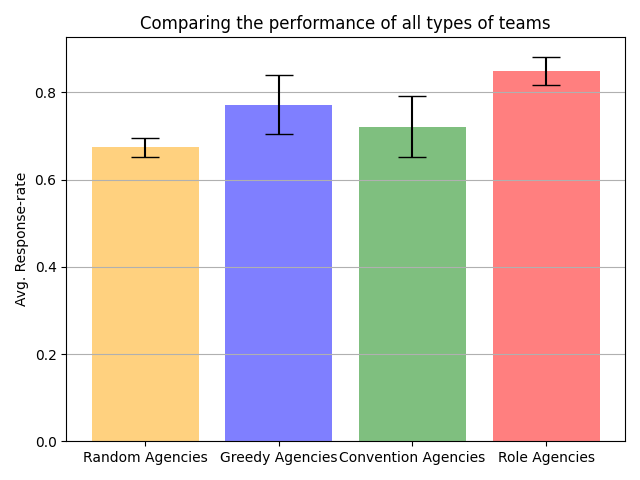 Comparing the performance of all types of teams
Avg. Response-rate
0.8
0.6
0.4
0.2
0.0
Random Agencies
Greedy Agencies
Convention Agencies
Role Agencies